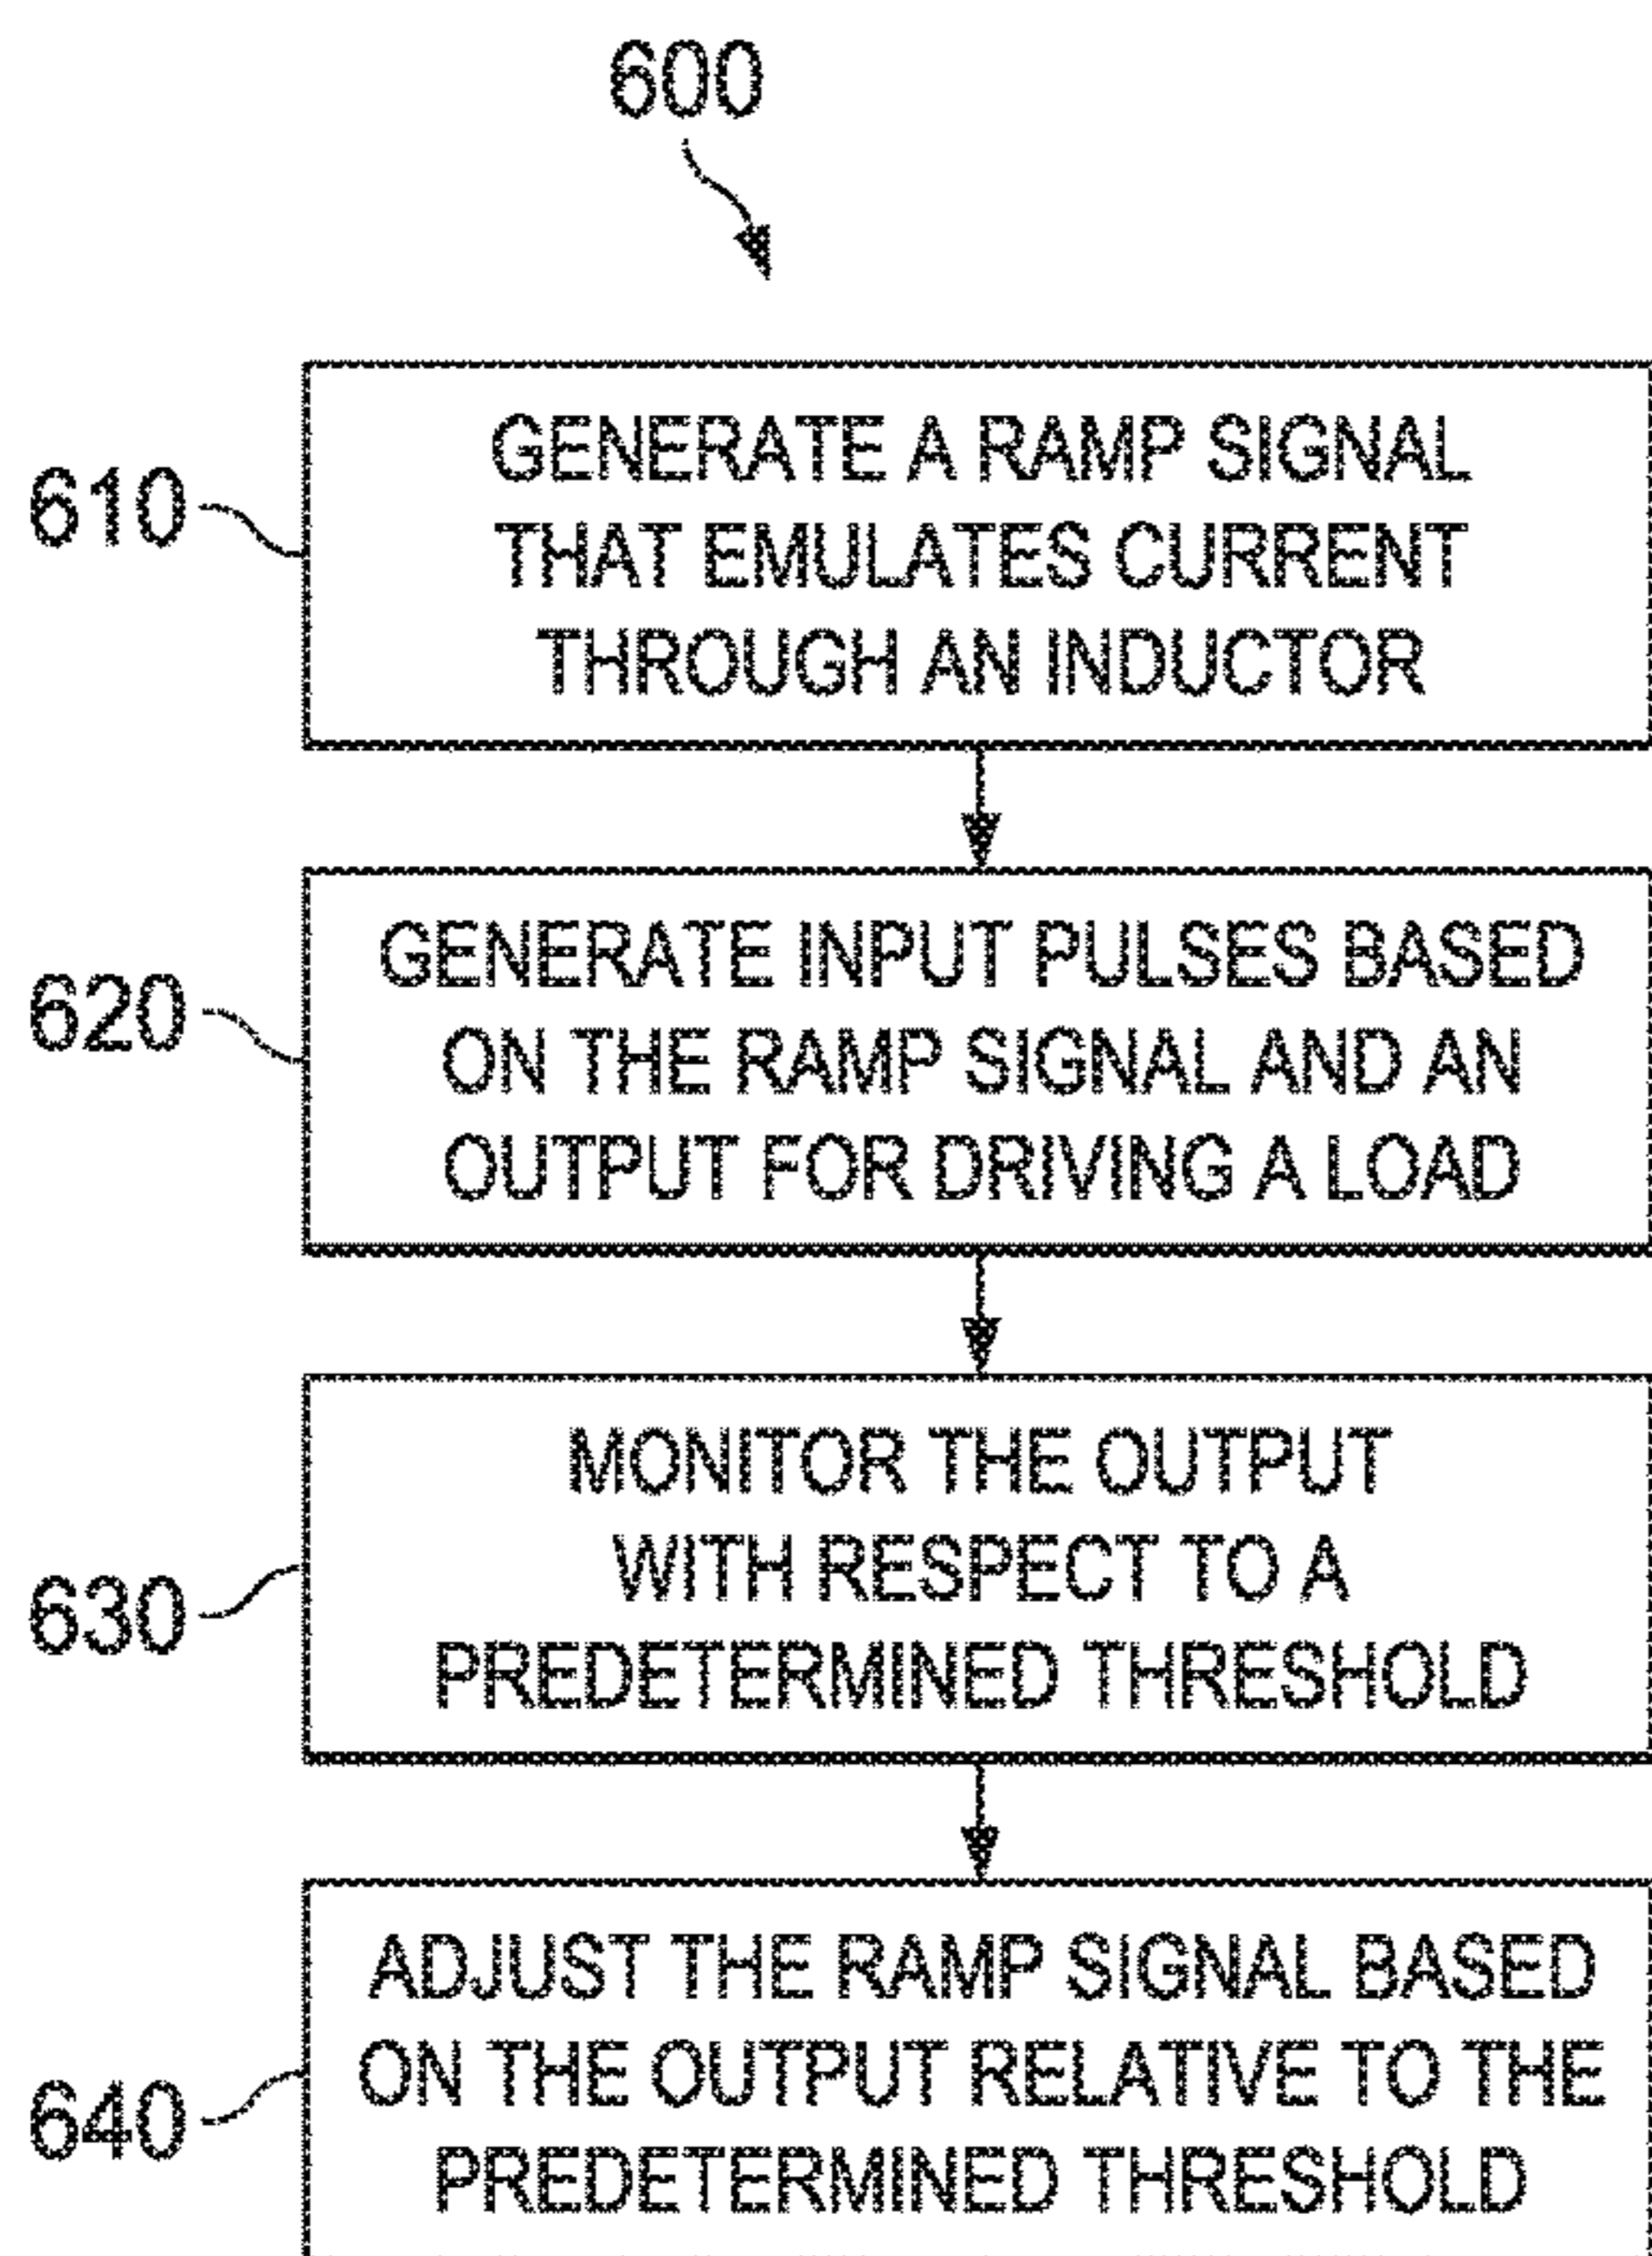 600
610
GENERATE A RAMP SIGNAL
THAT EMULATES CURRENT
THROUGH AN INDUCTOR
620
GENERATE INPUT PULSES BASED
ON THE RAMP SIGNAL AND AN
OUTPUT FOR DRIVING A LOAD
630
MONITOR THE OUTPUT
WITH RESPECT TO A
PREDETERMINED THRESHOLD
640
ADJUST THE RAMP SIGNAL BASED
ON THE OUTPUT RELATIVE TO THE
PREDETERMINED THRESHOLD